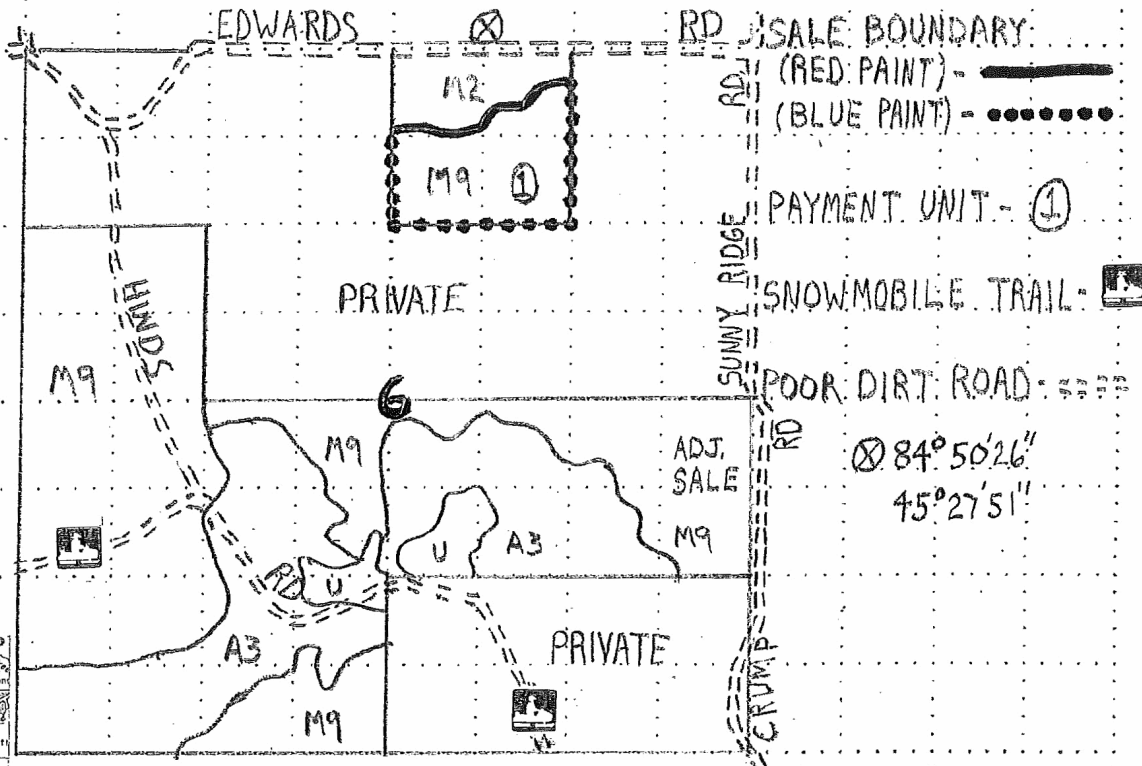 EDWARDS ⊗ RD
SALE BOUNDARY
(RED PAINT) -
(BLUE PAINT) -
M2
RD
M9 ①
PAYMENT UNIT - ①
SUNNY RIDGE
PRIVATE
SNOWMOBILE TRAIL -
HINDS
M9
6
POOR DIRT ROAD -
RD
M9
ADJ.
SALE
⊗ 84° 50' 26"
45° 27' 51"
U
A3
M9
RD
U
A3
PRIVATE
M9
CRUMP